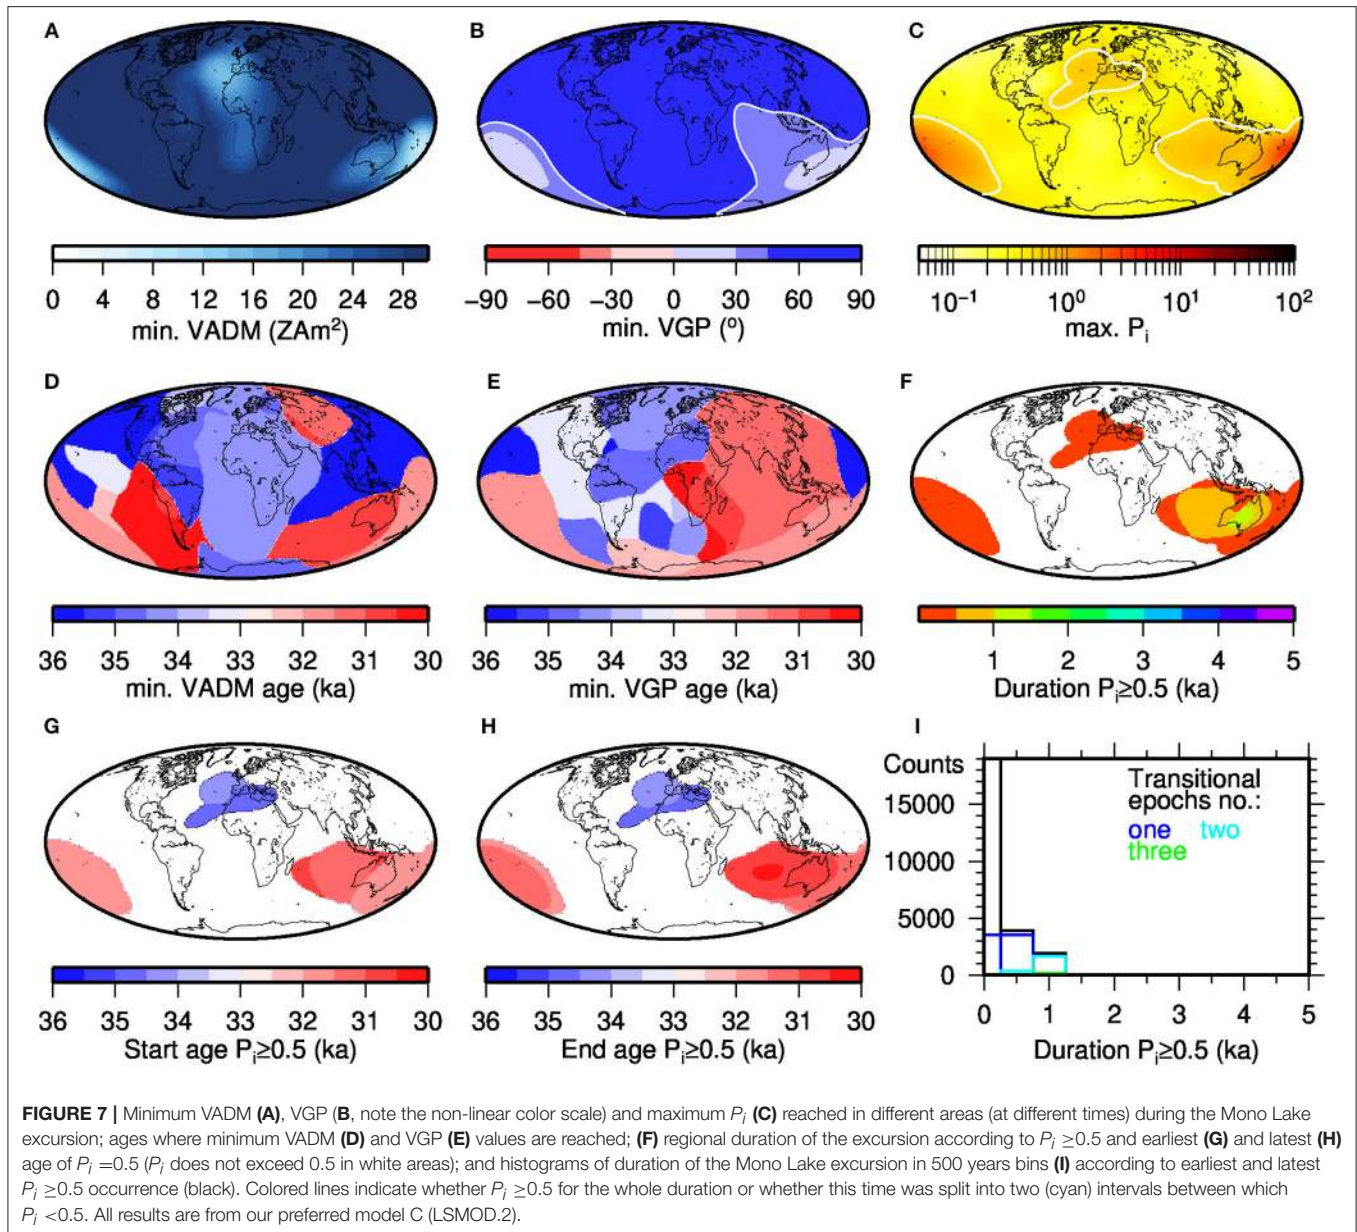 A
B
C
0 4 8 12 16 20 24 28
min. VADM (ZAm²)
−90 −60 −30 0 30 60 90
min. VGP (º)
10⁻¹ 10⁰ 10¹ 10²
max. Pᵢ
D
E
F
36 35 34 33 32 31 30
min. VADM age (ka)
36 35 34 33 32 31 30
min. VGP age (ka)
1 2 3 4 5
Duration Pᵢ≥0.5 (ka)
G
H
I
36 35 34 33 32 31 30
Start age Pᵢ≥0.5 (ka)
36 35 34 33 32 31 30
End age Pᵢ≥0.5 (ka)
Counts
15000
10000
5000
0
Transitional
epochs no.:
one two
three
0 1 2 3 4 5
Duration Pᵢ≥0.5 (ka)
FIGURE 7 | Minimum VADM (A), VGP (B, note the non-linear color scale) and maximum Pᵢ (C) reached in different areas (at different times) during the Mono Lake
excursion; ages where minimum VADM (D) and VGP (E) values are reached; (F) regional duration of the excursion according to Pᵢ ≥0.5 and earliest (G) and latest (H)
age of Pᵢ =0.5 (Pᵢ does not exceed 0.5 in white areas); and histograms of duration of the Mono Lake excursion in 500 years bins (I) according to earliest and latest
Pᵢ ≥0.5 occurrence (black). Colored lines indicate whether Pᵢ ≥0.5 for the whole duration or whether this time was split into two (cyan) intervals between which
Pᵢ <0.5. All results are from our preferred model C (LSMOD.2).